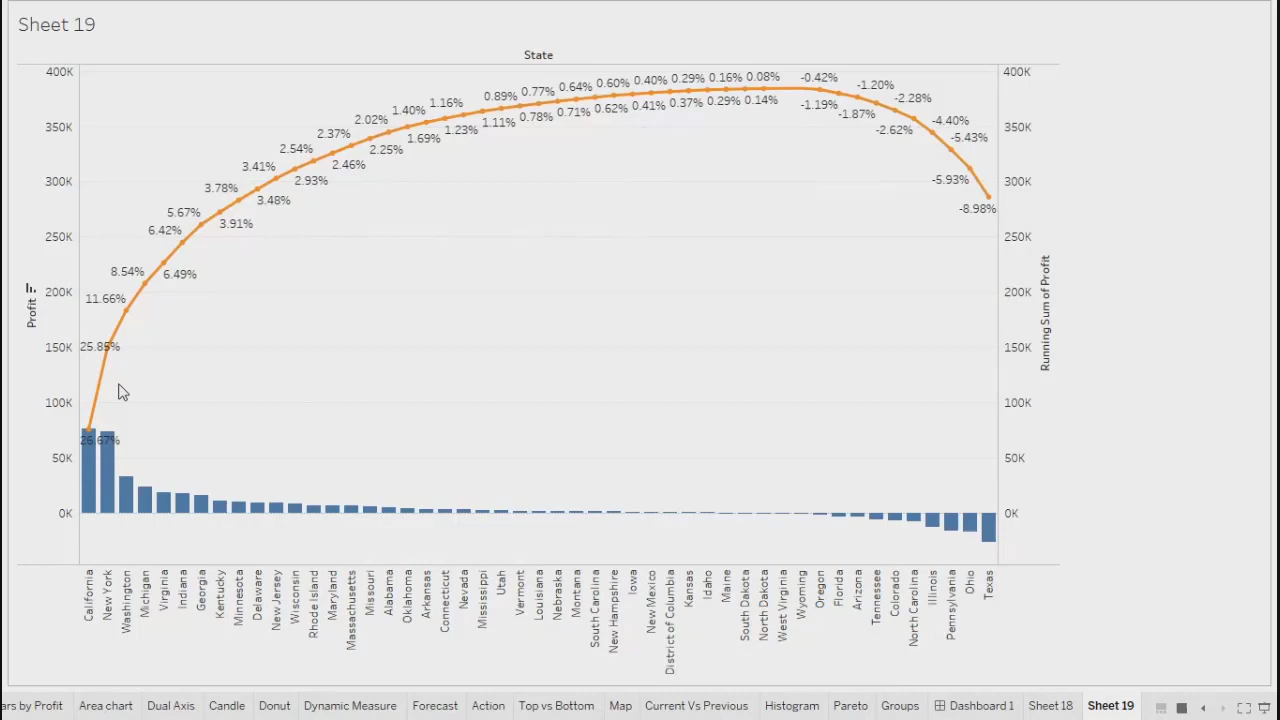 Sheet 19
State
400K
350K
300K
250K
200K
150K
100K
50K
0K
Profit
26.67%
25.85%
11.66%
8.54%
6.49%
6.42%
5.67%
3.91%
3.78%
3.48%
3.41%
2.93%
2.54%
2.46%
2.37%
2.25%
2.02%
1.69%
1.40%
1.23%
1.16%
1.11%
0.89%
0.78%
0.77%
0.71%
0.64%
0.62%
0.60%
0.41%
0.40%
0.37%
0.29%
0.29%
0.16%
0.14%
0.08%
-0.42%
-1.19%
-1.20%
-1.87%
-2.28%
-2.62%
-4.40%
-5.43%
-5.93%
-8.98%
400K
350K
300K
250K
200K
150K
100K
50K
0K
Running Sum of Profit
California
New York
Washington
Michigan
Virginia
Indiana
Georgia
Kentucky
Minnesota
Delaware
New Jersey
Wisconsin
Rhode Island
Maryland
Massachusetts
Missouri
Alabama
Oklahoma
Arkansas
Connecticut
Nevada
Mississippi
Utah
Vermont
Louisiana
Nebraska
Montana
South Carolina
New Hampshire
Iowa
New Mexico
District of Columbia
Kansas
Idaho
Maine
South Dakota
North Dakota
West Virginia
Wyoming
Oregon
Florida
Arizona
Tennessee
Colorado
North Carolina
Illinois
Pennsylvania
Ohio
Texas
ars by Profit Area chart Dual Axis Candle Donut Dynamic Measure Forecast Action Top vs Bottom Map Current Vs Previous Histogram Pareto Groups Dashboard 1 Sheet 18 Sheet 19